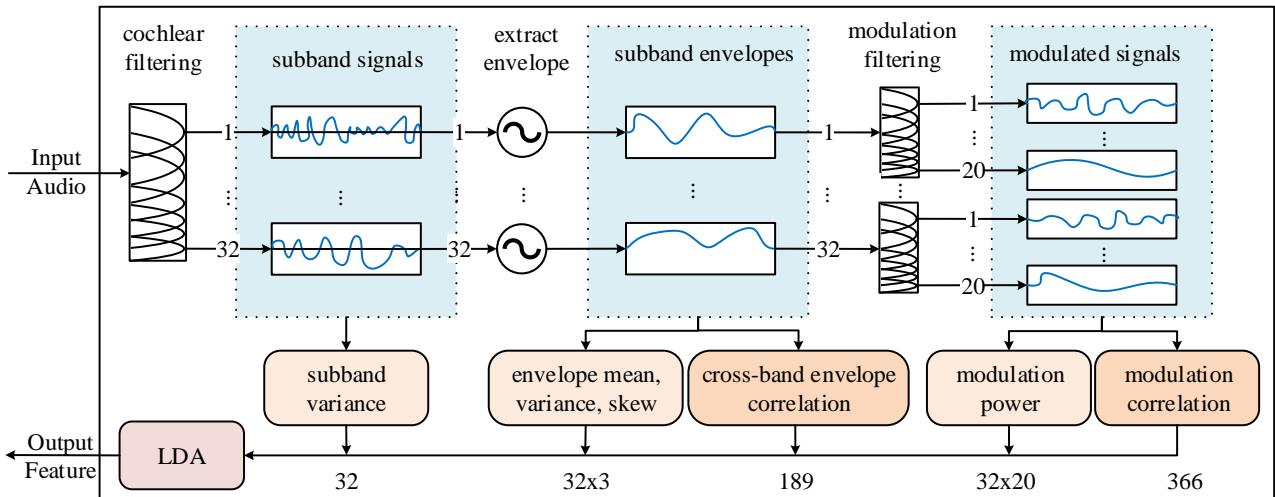 cochlear
filtering
subband signals
extract
envelope
subband envelopes
modulation
filtering
modulated signals
Input
Audio
1
1
1
1
⋮
20
⋮
⋮
⋮
⋮
⋮
⋮
⋮
⋮
32
32
32
1
⋮
20
⋮
subband
variance
envelope mean,
variance, skew
cross-band envelope
correlation
modulation
power
modulation
correlation
Output
Feature
LDA
32
32x3
189
32x20
366